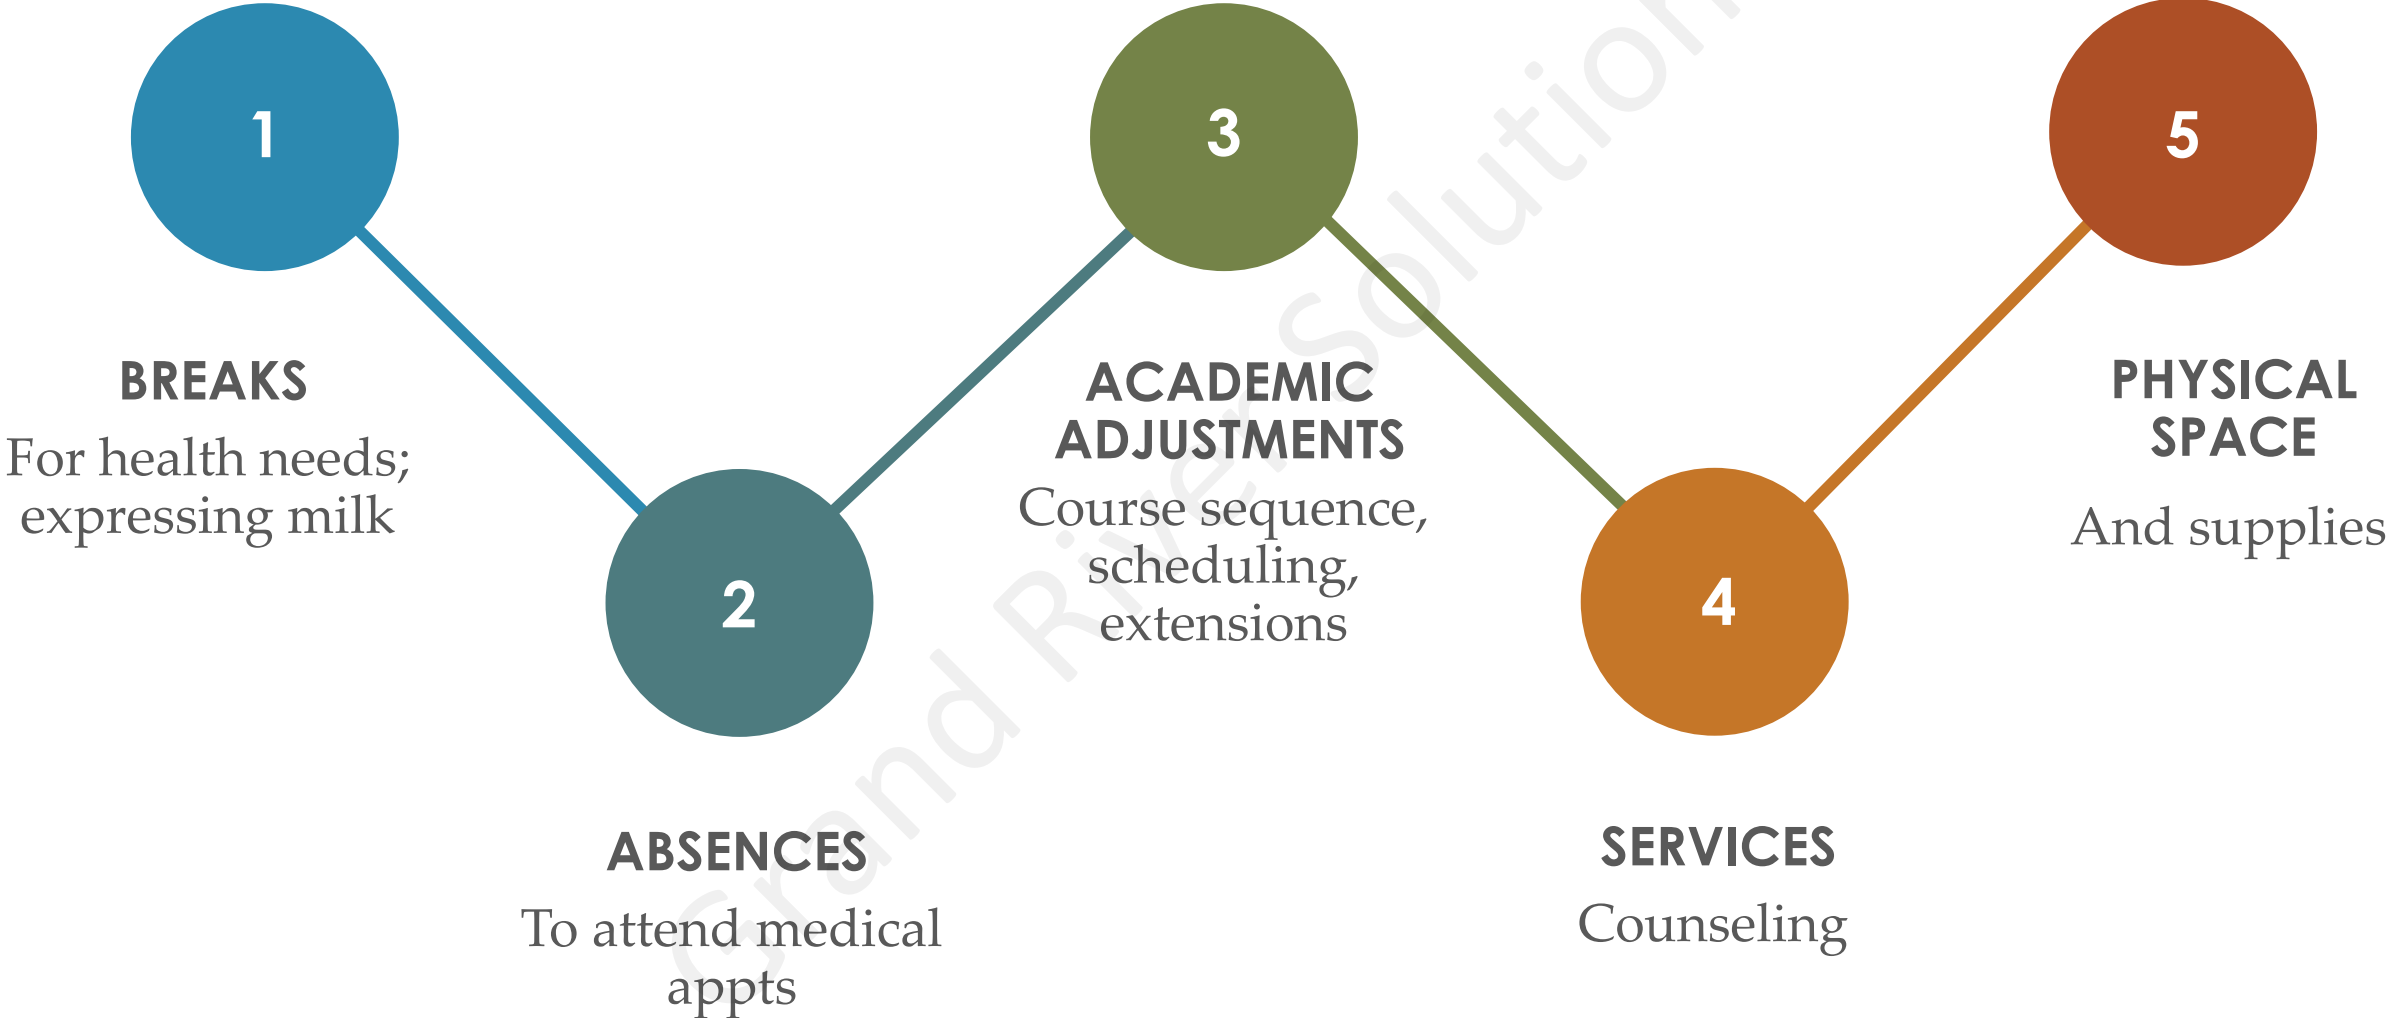 1
BREAKS
For health needs;
expressing milk
2
ABSENCES
To attend medical
appts
3
ACADEMIC
ADJUSTMENTS
Course sequence,
scheduling,
extensions
4
SERVICES
Counseling
5
PHYSICAL
SPACE
And supplies
Grand River Solution